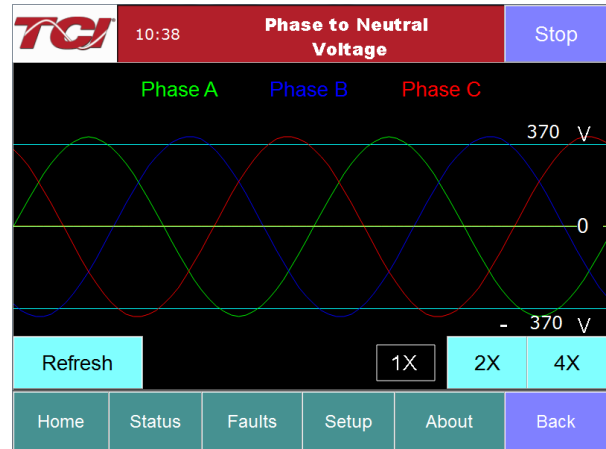 TCI
10:38
Phase to Neutral
Voltage
Stop
Phase A Phase B Phase C
370 V
0
- 370 V
Refresh
1X
2X
4X
Home
Status
Faults
Setup
About
Back